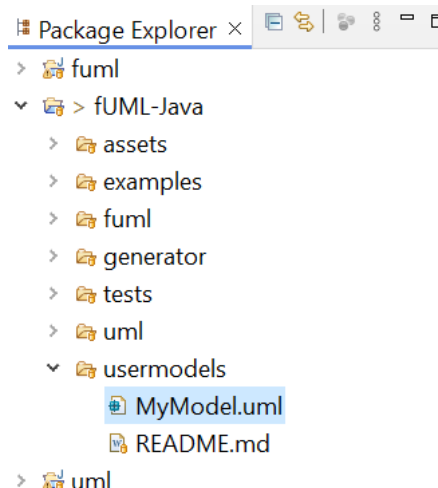 Package Explorer ×
fuml
> fUML-Java
assets
examples
fuml
generator
tests
uml
usermodels
MyModel.uml
README.md
uml